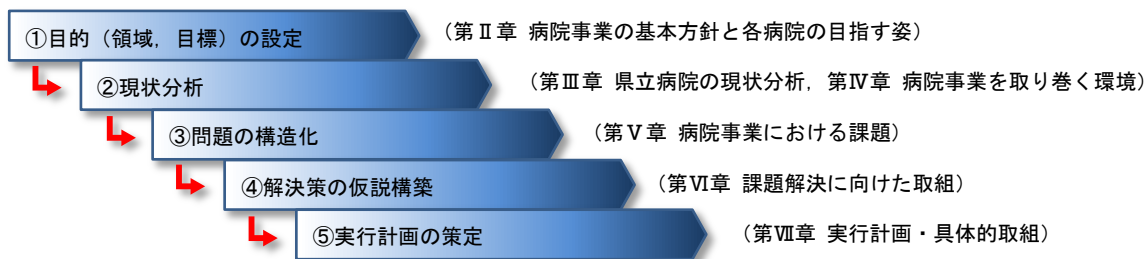 ①目的（領域，目標）の設定 （第Ⅱ章 病院事業の基本方針と各病院の目指す姿）
②現状分析 （第Ⅲ章 県立病院の現状分析，第Ⅳ章 病院事業を取り巻く環境）
③問題の構造化 （第Ⅴ章 病院事業における課題）
④解決策の仮説構築 （第Ⅵ章 課題解決に向けた取組）
⑤実行計画の策定 （第Ⅶ章 実行計画・具体的取組）